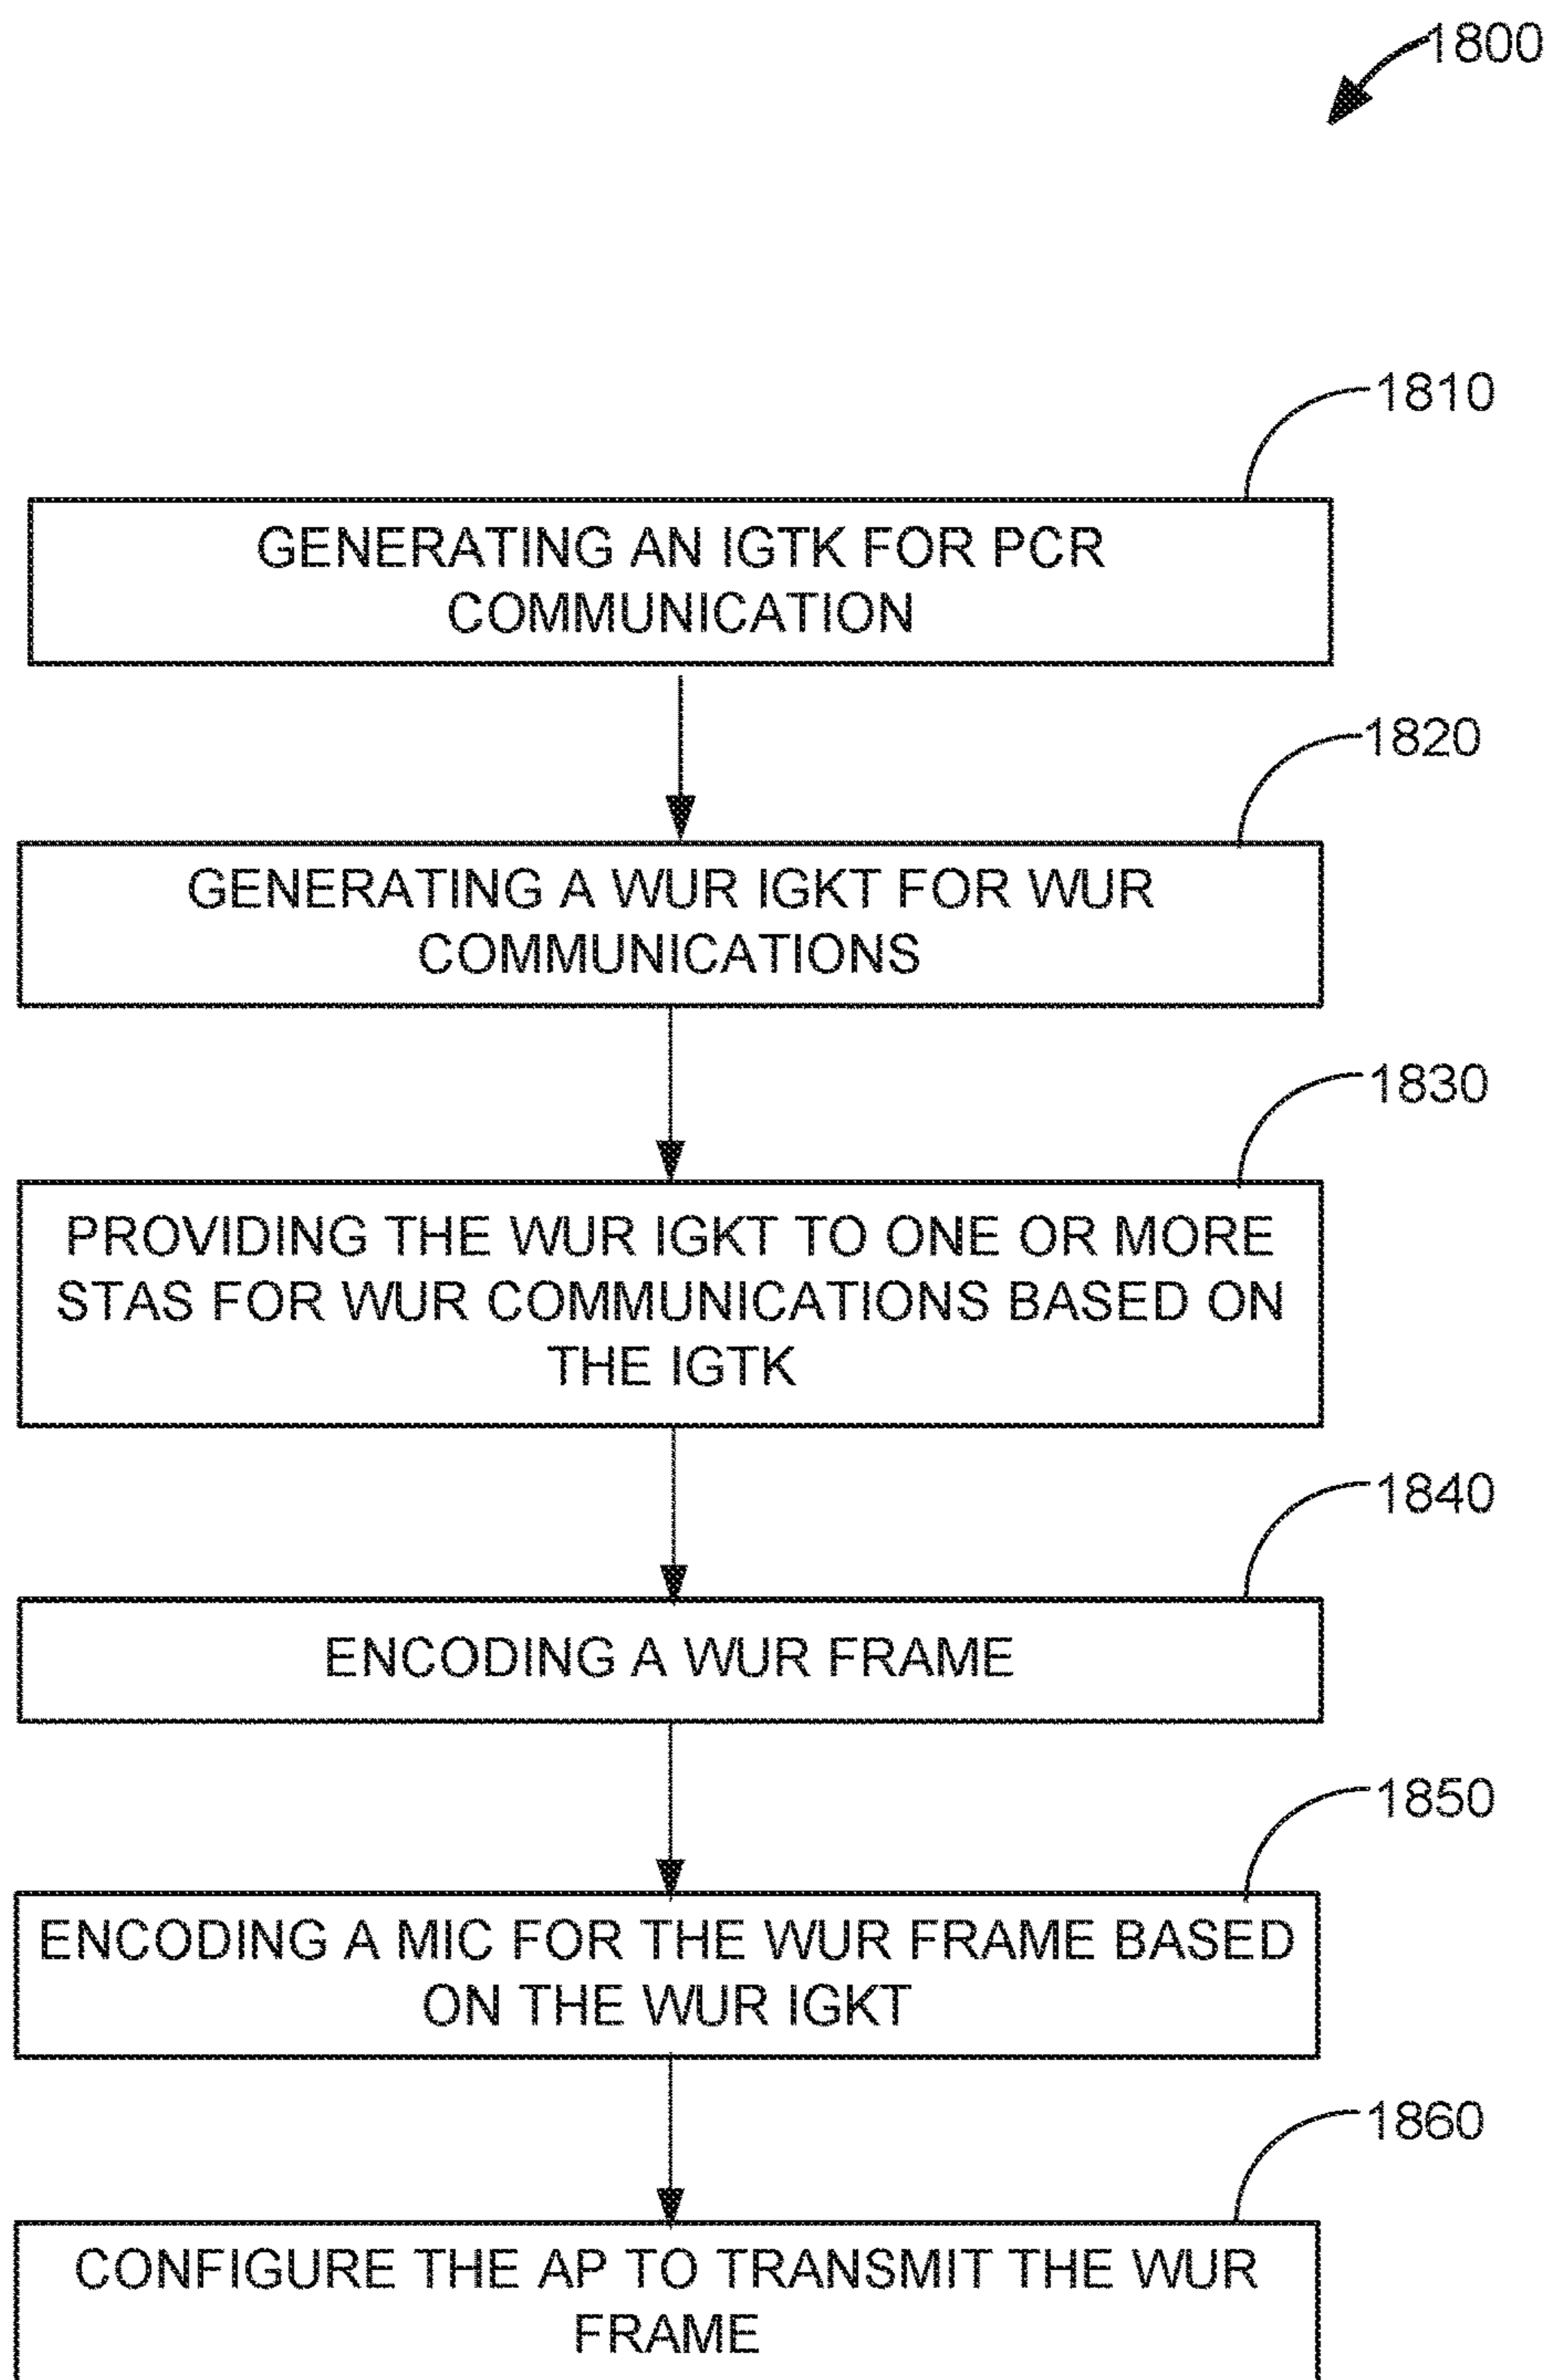 1800
1810
GENERATING AN IGTK FOR PCR
COMMUNICATION
1820
GENERATING A WUR IGKT FOR WUR
COMMUNICATIONS
1830
PROVIDING THE WUR IGKT TO ONE OR MORE
STAS FOR WUR COMMUNICATIONS BASED ON
THE IGTK
1840
ENCODING A WUR FRAME
1850
ENCODING A MIC FOR THE WUR FRAME BASED
ON THE WUR IGKT
1860
CONFIGURE THE AP TO TRANSMIT THE WUR
FRAME